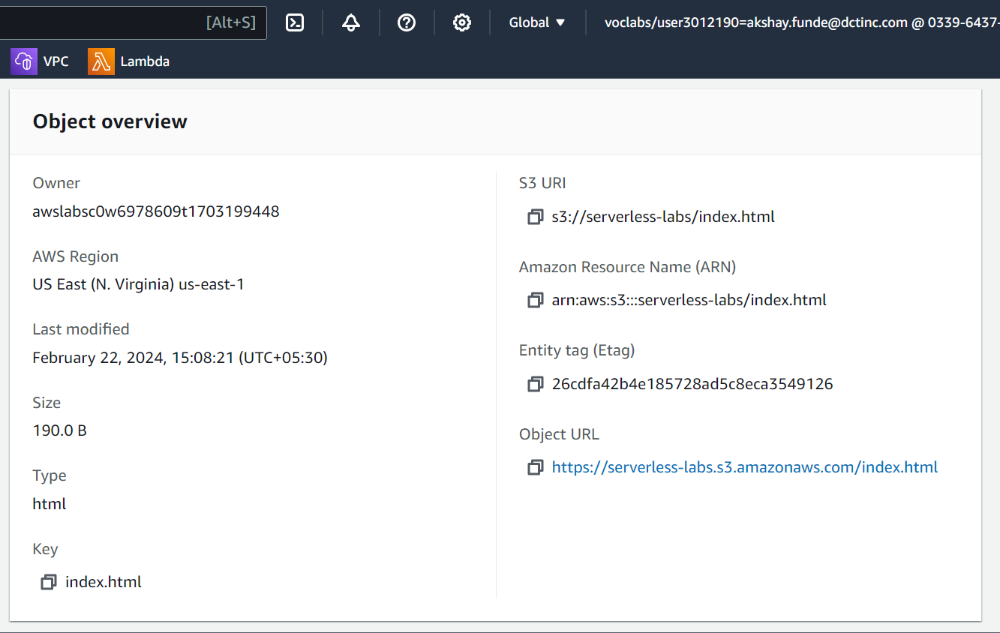 [Alt+S]
Global ▼
voclabs/user3012190=akshay.funde@dctinc.com @ 0339-6437-
VPC
Lambda
Object overview
Owner
awslabsc0w6978609t1703199448
AWS Region
US East (N. Virginia) us-east-1
Last modified
February 22, 2024, 15:08:21 (UTC+05:30)
Size
190.0 B
Type
html
Key
index.html
S3 URI
s3://serverless-labs/index.html
Amazon Resource Name (ARN)
arn:aws:s3:::serverless-labs/index.html
Entity tag (Etag)
26cdfa42b4e185728ad5c8eca3549126
Object URL
https://serverless-labs.s3.amazonaws.com/index.html